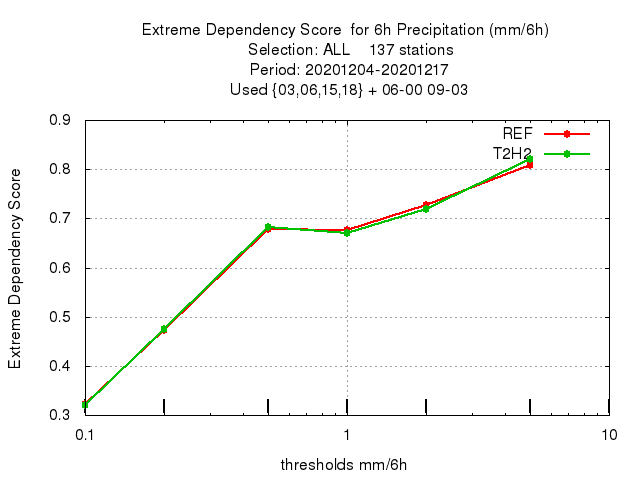 Extreme Dependency Score  for 6h Precipitation (mm/6h)
Selection: ALL    137 stations
Period: 20201204-20201217
Used {03,06,15,18} + 06-00 09-03
REF
T2H2
0.9
0.8
0.7
0.6
0.5
0.4
0.3
Extreme Dependency Score
0.1
1
10
thresholds mm/6h